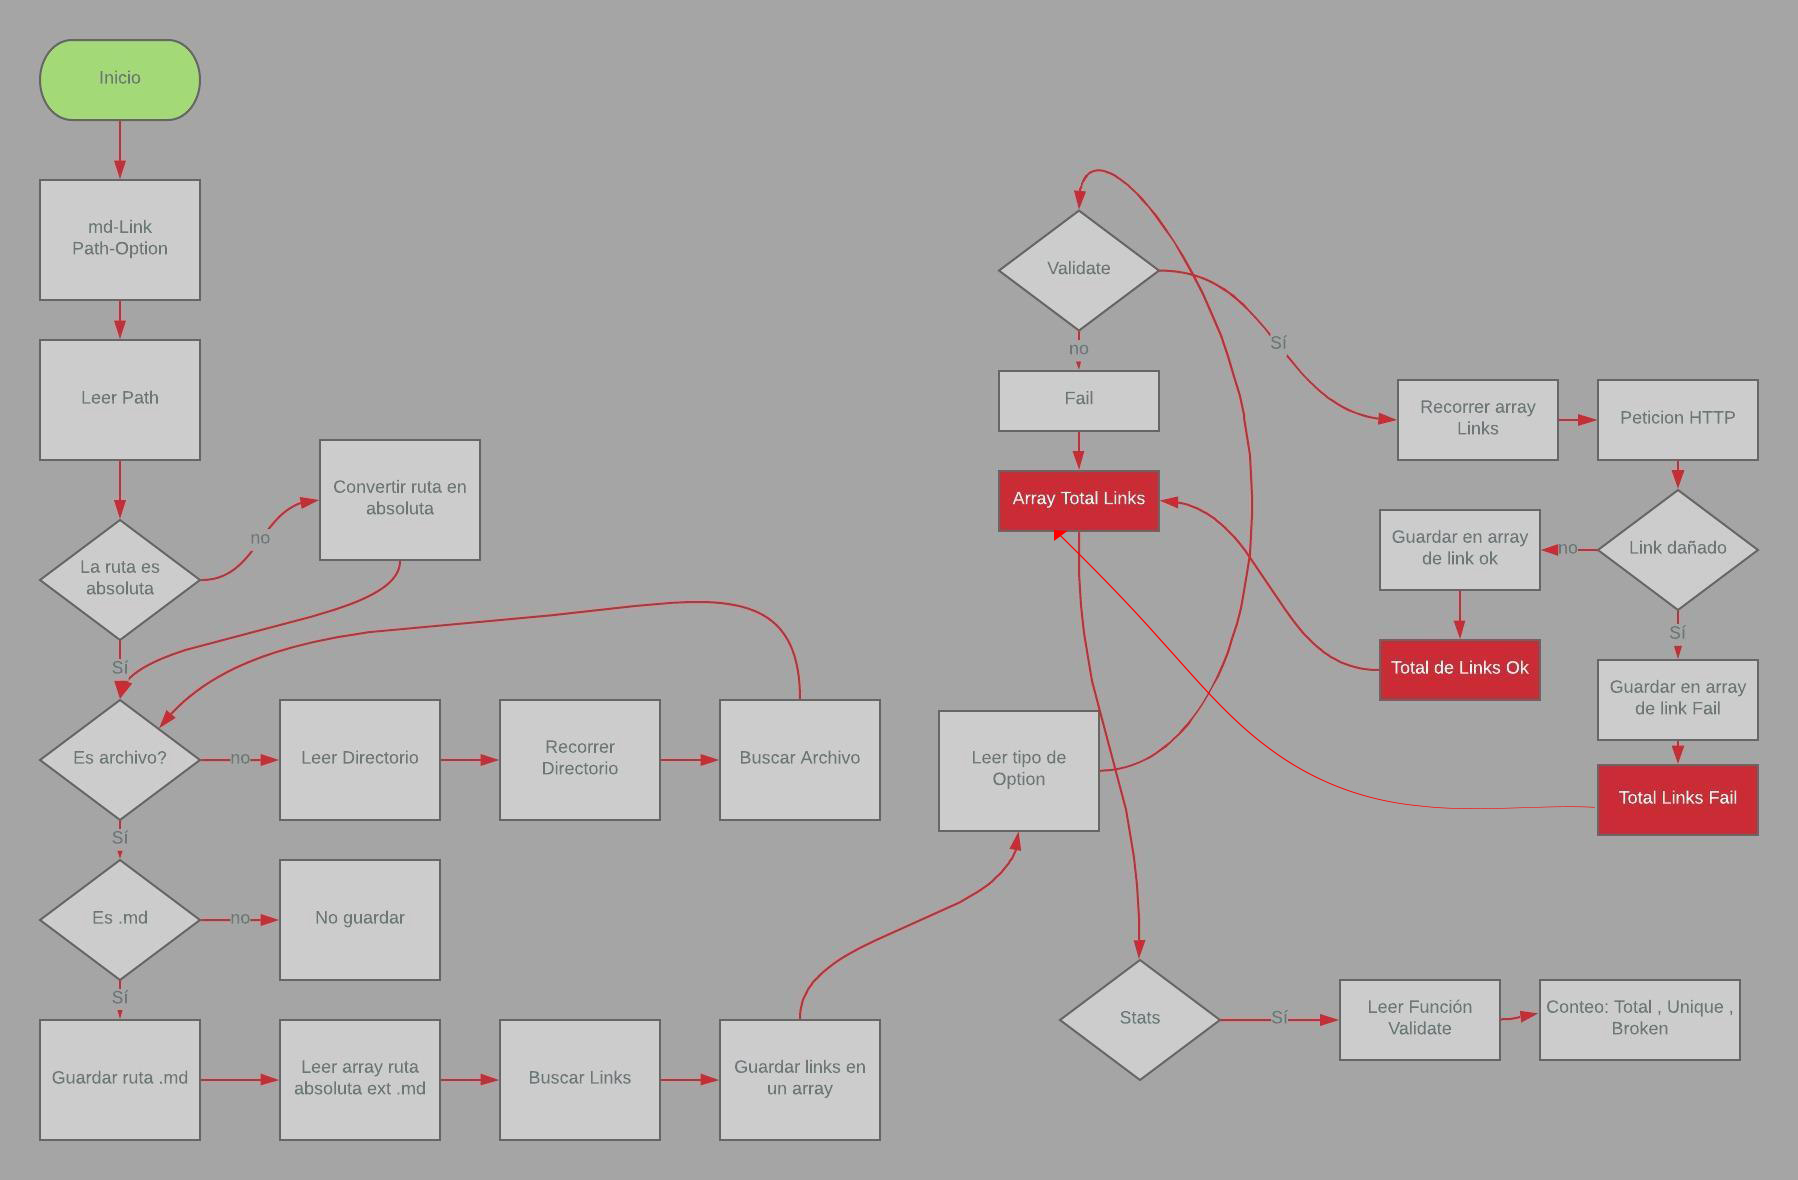 Inicio
md-Link
Path-Option
Leer Path
La ruta es
absoluta
no
Convertir ruta en
absoluta
Sí
Es archivo?
no
Leer Directorio
Recorrer
Directorio
Buscar Archivo
Sí
Es .md
no
No guardar
Sí
Guardar ruta .md
Leer array ruta
absoluta ext .md
Buscar Links
Guardar links en
un array
Leer tipo de
Option
Validate
no
Fail
Array Total Links
Sí
Recorrer array
Links
Peticion HTTP
Link dañado
no
Guardar en array
de link ok
Total de Links Ok
Sí
Guardar en array
de link Fail
Total Links Fail
Stats
Sí
Leer Función
Validate
Conteo: Total , Unique ,
Broken